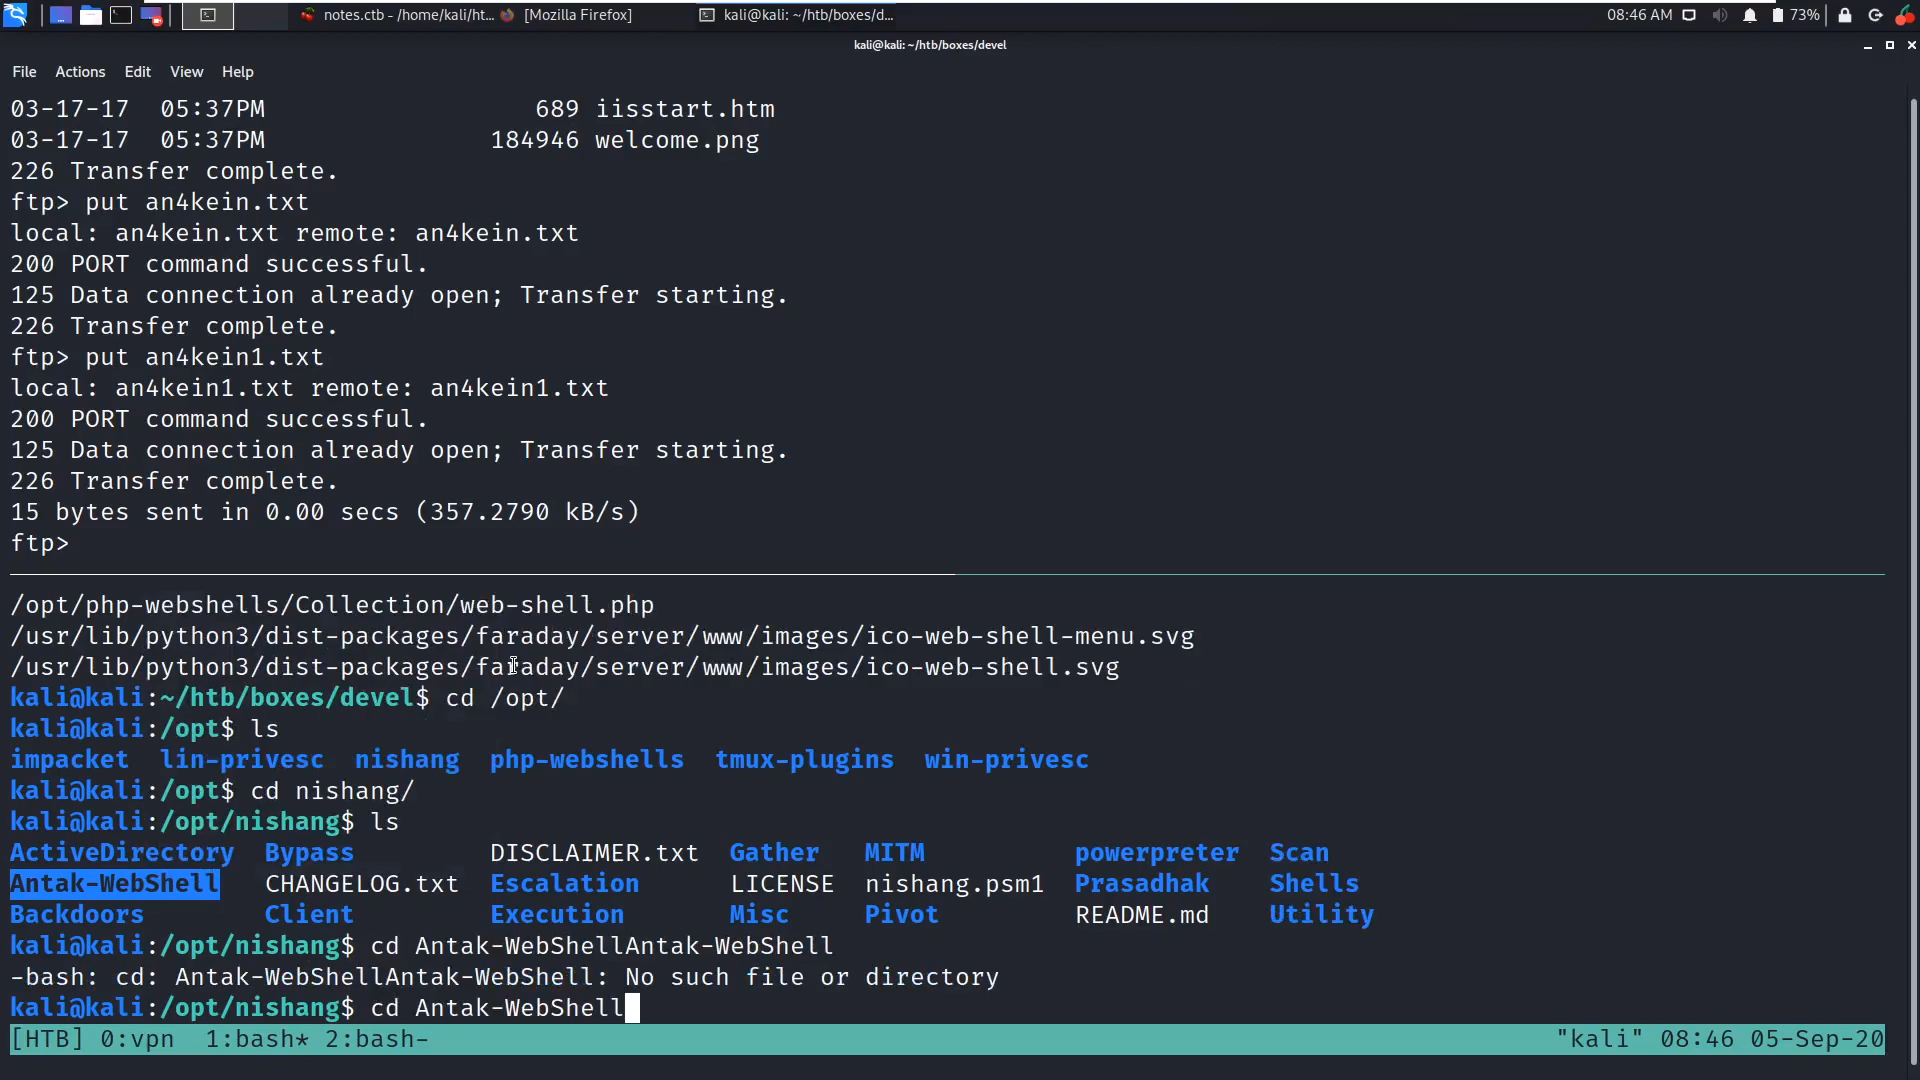 notes.ctb - /home/kali/ht... [Mozilla Firefox] kali@kali: ~/htb/boxes/d... 08:46 AM 73%
kali@kali: ~/htb/boxes/devel
File Actions Edit View Help
03-17-17  05:37PM                  689 iisstart.htm
03-17-17  05:37PM               184946 welcome.png
226 Transfer complete.
ftp> put an4kein.txt
local: an4kein.txt remote: an4kein.txt
200 PORT command successful.
125 Data connection already open; Transfer starting.
226 Transfer complete.
ftp> put an4kein1.txt
local: an4kein1.txt remote: an4kein1.txt
200 PORT command successful.
125 Data connection already open; Transfer starting.
226 Transfer complete.
15 bytes sent in 0.00 secs (357.2790 kB/s)
ftp>
/opt/php-webshells/Collection/web-shell.php
/usr/lib/python3/dist-packages/faraday/server/www/images/ico-web-shell-menu.svg
/usr/lib/python3/dist-packages/faraday/server/www/images/ico-web-shell.svg
kali@kali:~/htb/boxes/devel$ cd /opt/
kali@kali:/opt$ ls
impacket  lin-privesc  nishang  php-webshells  tmux-plugins  win-privesc
kali@kali:/opt$ cd nishang/
kali@kali:/opt/nishang$ ls
ActiveDirectory  Bypass         DISCLAIMER.txt  Gather   MITM          powerpreter  Scan
Antak-WebShell   CHANGELOG.txt  Escalation      LICENSE  nishang.psm1  Prasadhak    Shells
Backdoors        Client         Execution       Misc     Pivot         README.md    Utility
kali@kali:/opt/nishang$ cd Antak-WebShellAntak-WebShell
-bash: cd: Antak-WebShellAntak-WebShell: No such file or directory
kali@kali:/opt/nishang$ cd Antak-WebShell
[HTB] 0:vpn  1:bash* 2:bash- "kali" 08:46 05-Sep-20